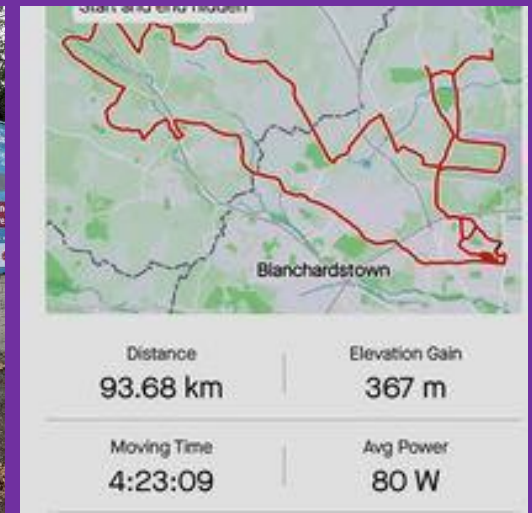 Start and end hidden
Blanchardstown
Distance
Elevation Gain
93.68 km
367 m
Moving Time
Avg Power
4:23:09
80 W